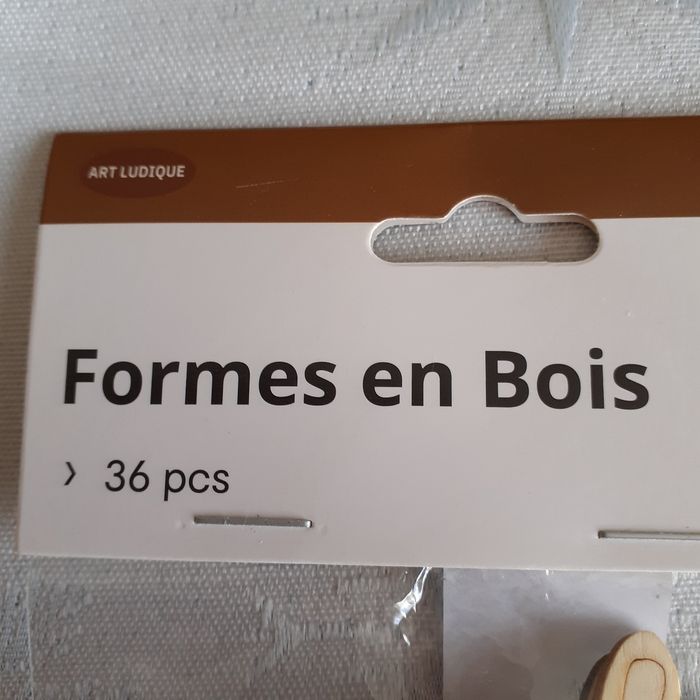 ART LUDIQUE
Formes en Bois
› 36 pcs